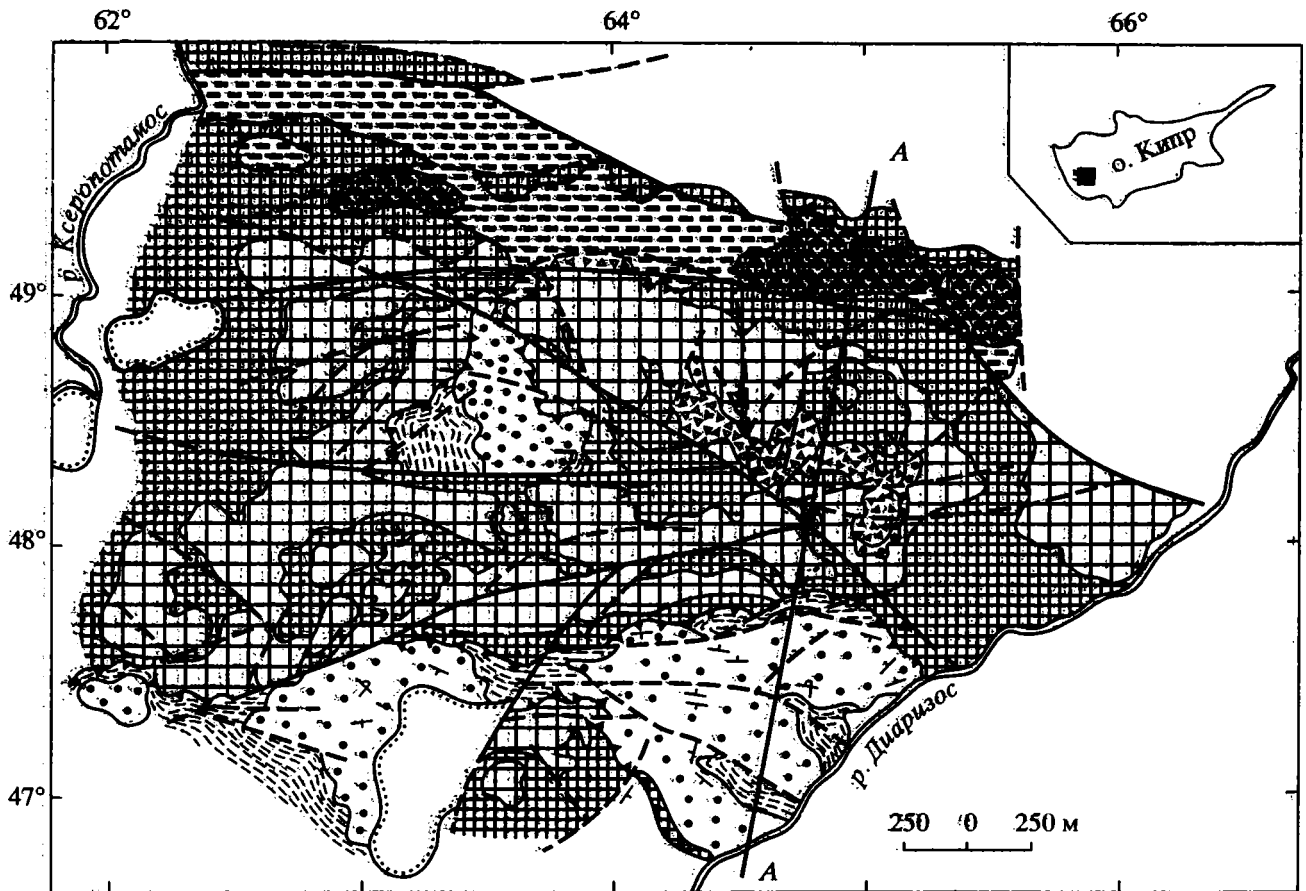 62° 64° 66°
р. Ксеропотамос
А
о. Кипр
49°
48°
47°
р. Диаризос
250 0 250 м
А